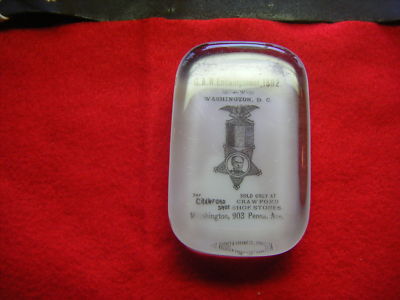 G.A.R. Encampment, 1892
WASHINGTON, D. C.
THE CRAWFORD SHOE
SOLD ONLY AT
CRAWFORD
SHOE STORES
Washington, 903 Penna. Ave.